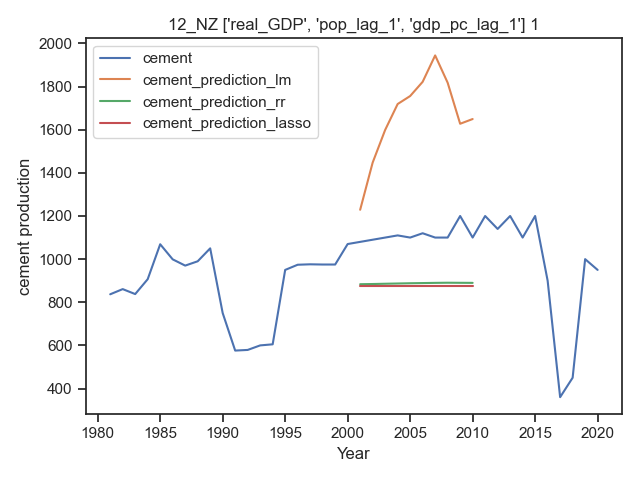 12_NZ ['real_GDP', 'pop_lag_1', 'gdp_pc_lag_1'] 1
cement
cement_prediction_lm
cement_prediction_rr
cement_prediction_lasso
cement production
2000
1800
1600
1400
1200
1000
800
600
400
1980
1985
1990
1995
2000
2005
2010
2015
2020
Year